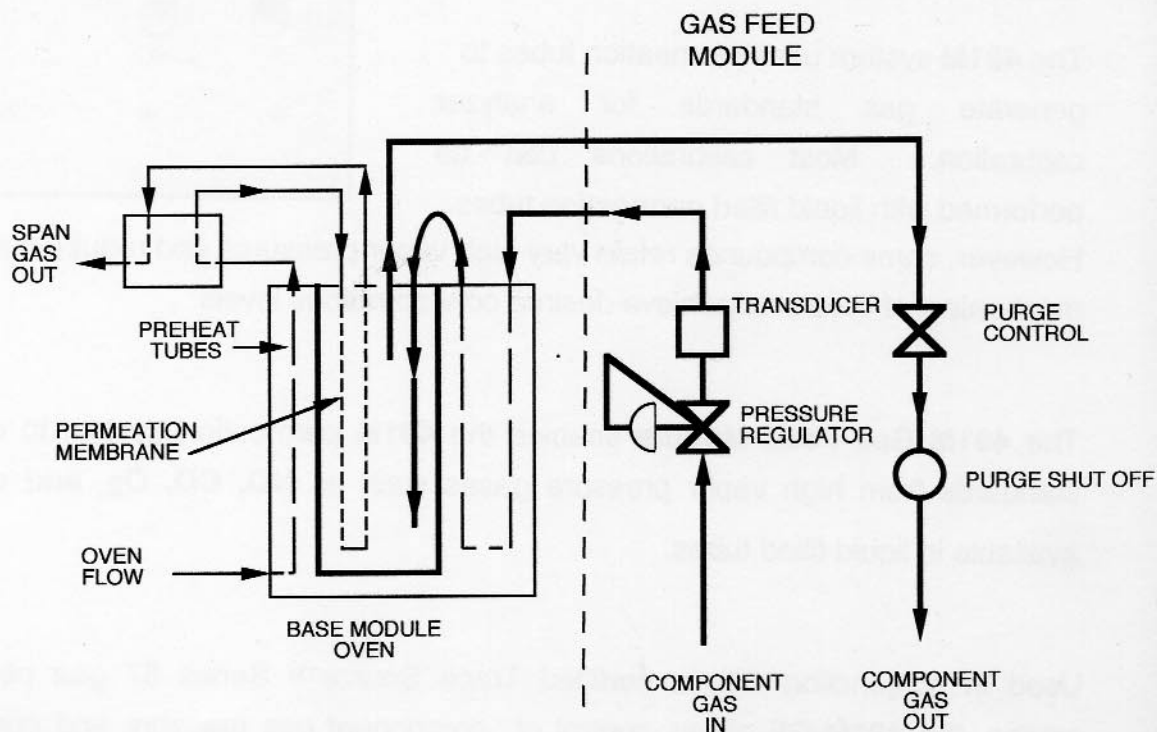 GAS FEED
MODULE
SPAN
GAS
OUT
PREHEAT
TUBES
PERMEATION
MEMBRANE
OVEN
FLOW
BASE MODULE
OVEN
TRANSDUCER
PRESSURE
REGULATOR
PURGE
CONTROL
PURGE SHUT OFF
COMPONENT
GAS
IN
COMPONENT
GAS
OUT